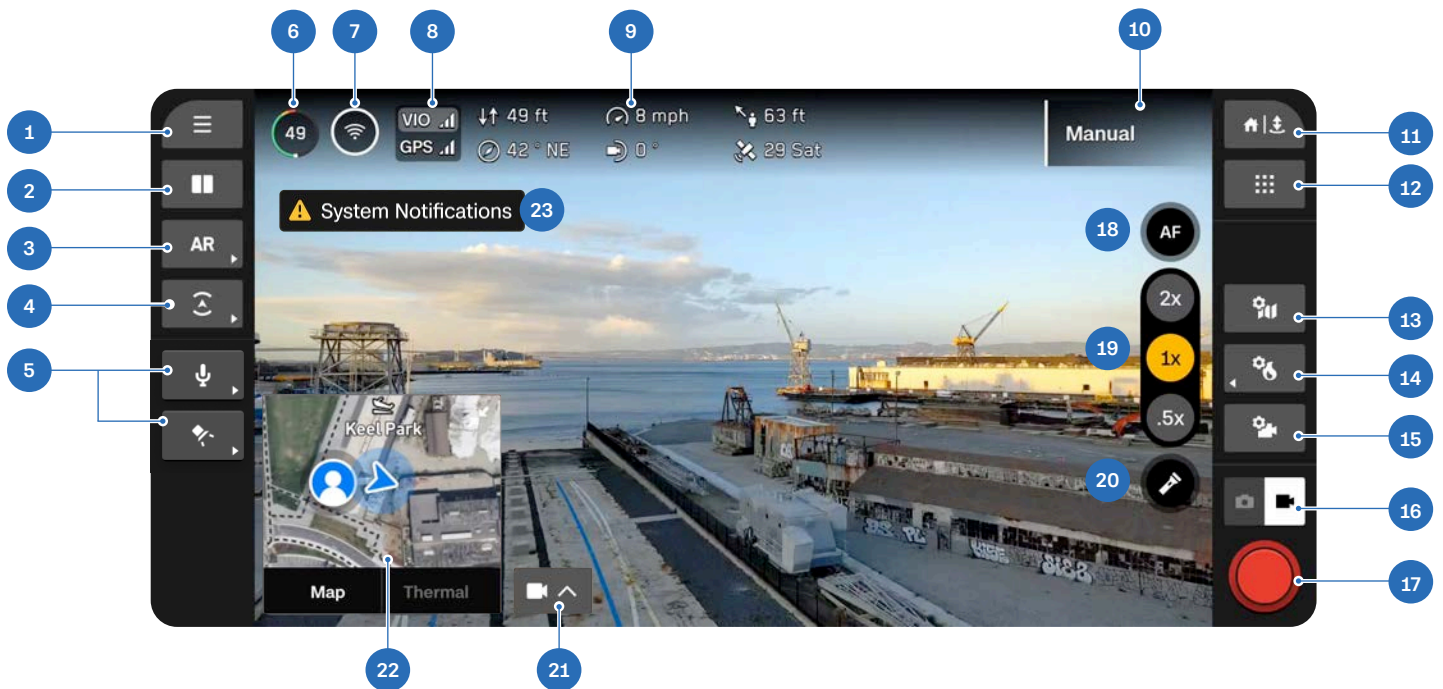 6 7 8 9 10
1 2 3 4 5
49
VIO
GPS
49 ft
42° NE
8 mph
0°
63 ft
29 Sat
Manual
11
12
System Notifications 23
AR
18 AF
2x
19 1x
.5x
20
13
14
15
16
17
Keel Park
Map Thermal
22 21